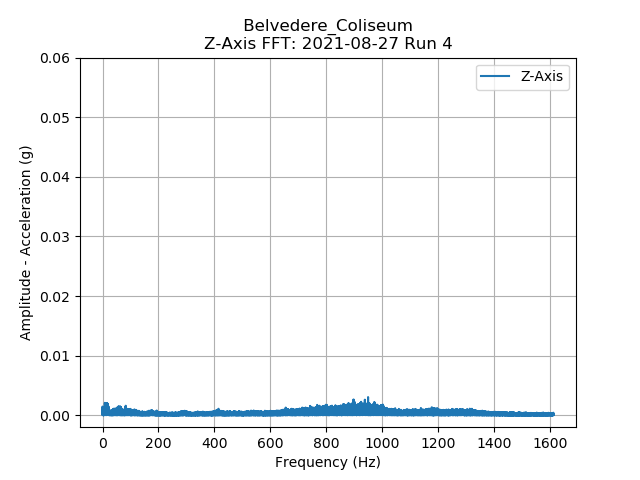 Belvedere_Coliseum
Z-Axis FFT: 2021-08-27 Run 4
Z-Axis
0.06
0.05
0.04
0.03
0.02
0.01
0.00
Amplitude - Acceleration (g)
0 200 400 600 800 1000 1200 1400 1600
Frequency (Hz)